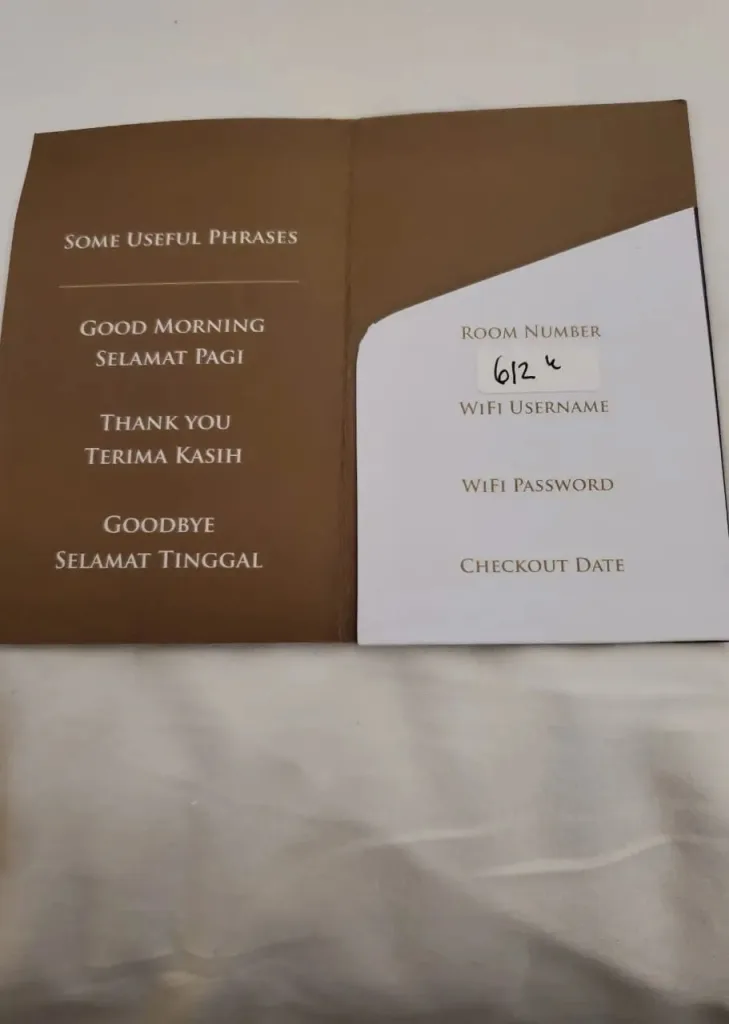 SOME USEFUL PHRASES
GOOD MORNING
SELAMAT PAGI
THANK YOU
TERIMA KASIH
GOODBYE
SELAMAT TINGGAL
ROOM NUMBER
612
WIFI USERNAME
WIFI PASSWORD
CHECKOUT DATE